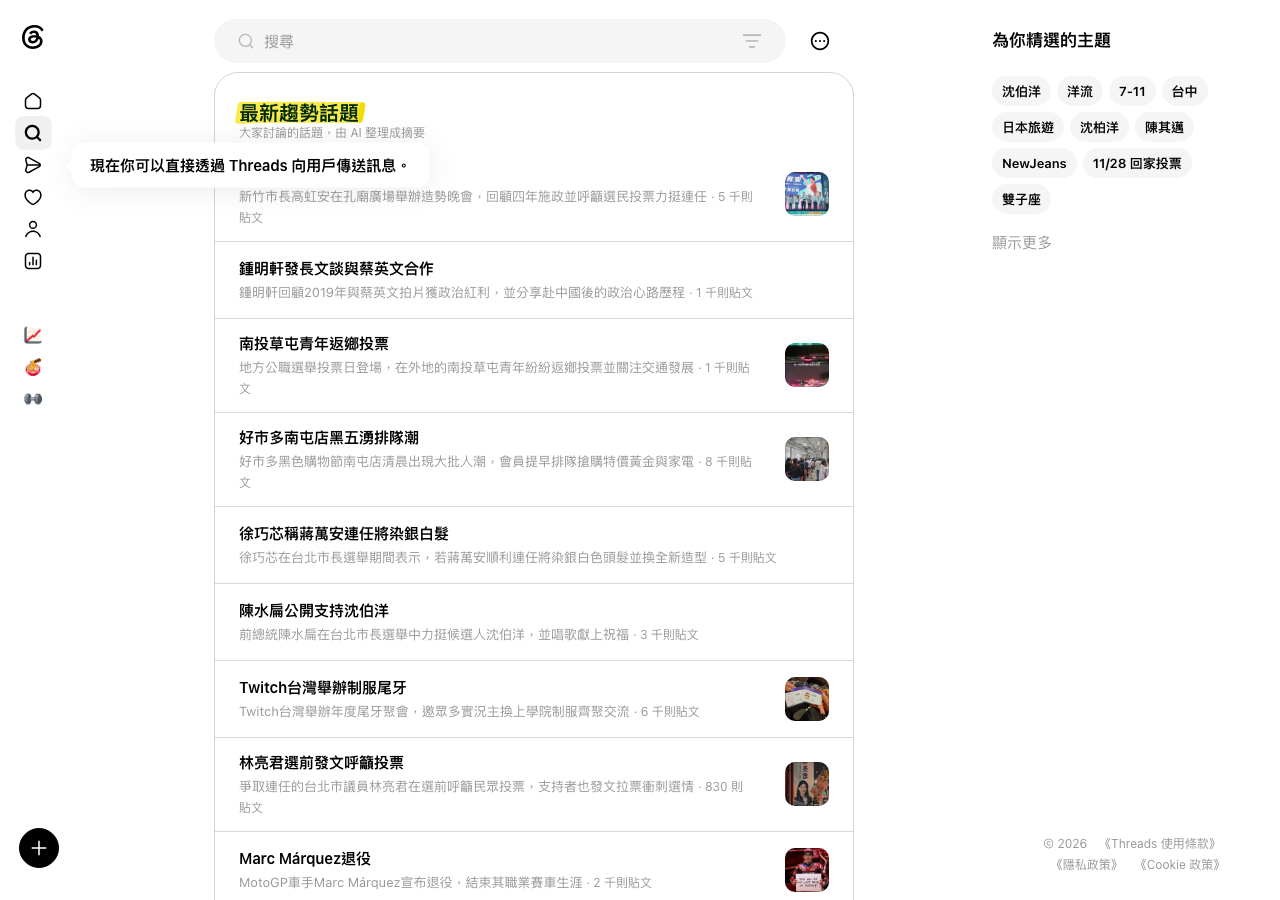 搜尋
最新趨勢話題
大家討論的話題，由 AI 整理成摘要
現在你可以直接透過 Threads 向用戶傳送訊息。
新竹市長高虹安在孔廟廣場舉辦造勢晚會，回顧四年施政並呼籲選民投票力挺連任 · 5 千則
貼文
鍾明軒發長文談與蔡英文合作
鍾明軒回顧2019年與蔡英文拍片獲政治紅利，並分享赴中國後的政治心路歷程 · 1 千則貼文
南投草屯青年返鄉投票
地方公職選舉投票日登場，在外地的南投草屯青年紛紛返鄉投票並關注交通發展 · 1 千則貼
文
好市多南屯店黑五湧排隊潮
好市多黑色購物節南屯店清晨出現大批人潮，會員提早排隊搶購特價黃金與家電 · 8 千則貼
文
徐巧芯稱蔣萬安連任將染銀白髮
徐巧芯在台北市長選舉期間表示，若蔣萬安順利連任將染銀白色頭髮並換全新造型 · 5 千則貼文
陳水扁公開支持沈伯洋
前總統陳水扁在台北市長選舉中力挺候選人沈伯洋，並唱歌獻上祝福 · 3 千則貼文
Twitch台灣舉辦制服尾牙
Twitch台灣舉辦年度尾牙聚會，邀眾多實況主換上學院制服齊聚交流 · 6 千則貼文
林亮君選前發文呼籲投票
爭取連任的台北市議員林亮君在選前呼籲民眾投票，支持者也發文拉票衝刺選情 · 830 則
貼文
Marc Márquez退役
MotoGP車手Marc Márquez宣布退役，結束其職業賽車生涯 · 2 千則貼文
為你精選的主題
沈伯洋 洋流 7-11 台中
日本旅遊 沈柏洋 陳其邁
NewJeans 11/28 回家投票
雙子座
顯示更多
© 2026 《Threads 使用條款》
《隱私政策》 《Cookie 政策》